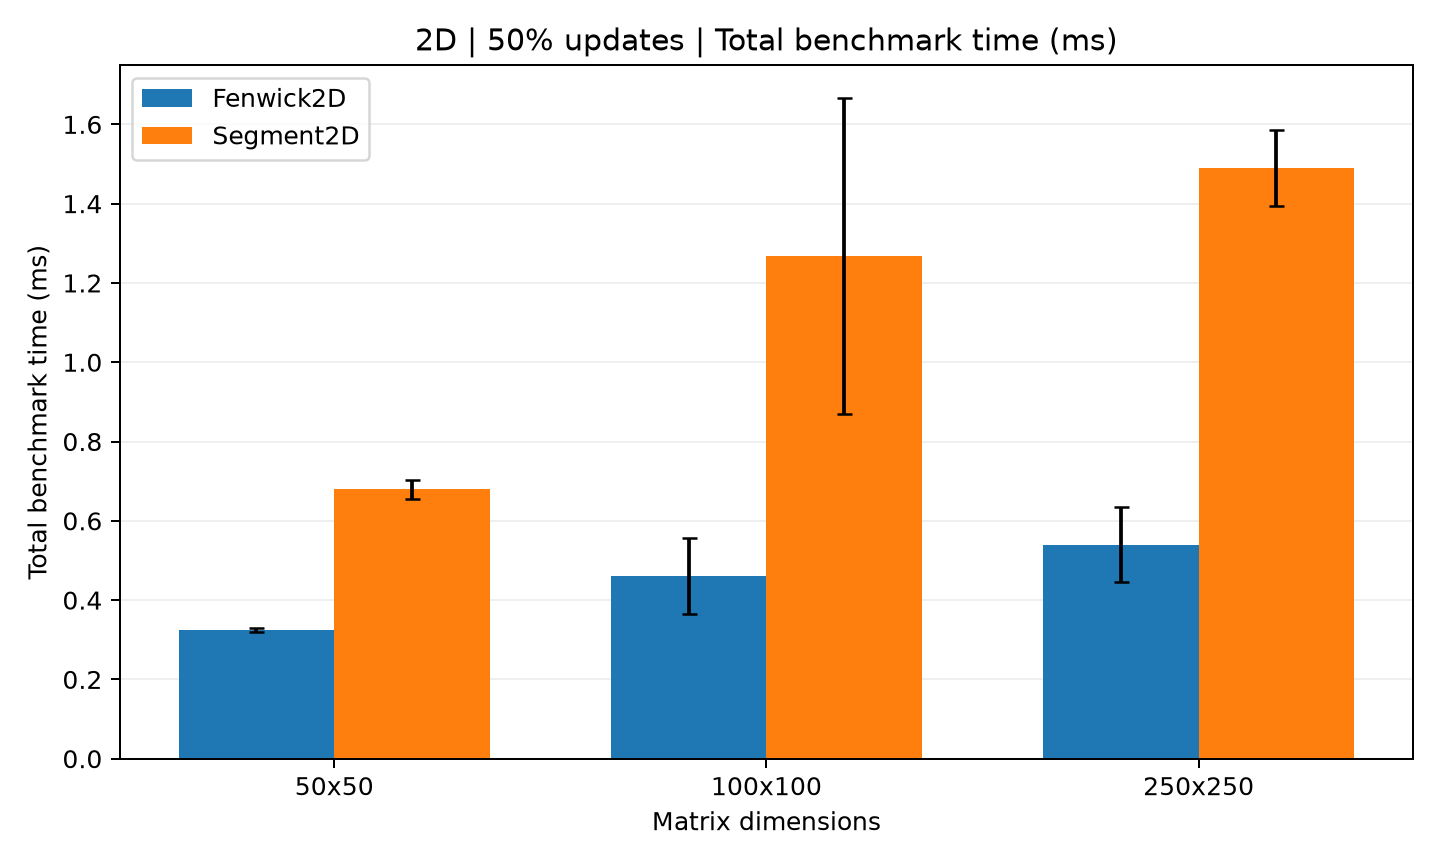 2D | 50% updates | Total benchmark time (ms)
Fenwick2D
Segment2D
Total benchmark time (ms)
1.6
1.4
1.2
1.0
0.8
0.6
0.4
0.2
0.0
50x50 100x100 250x250
Matrix dimensions